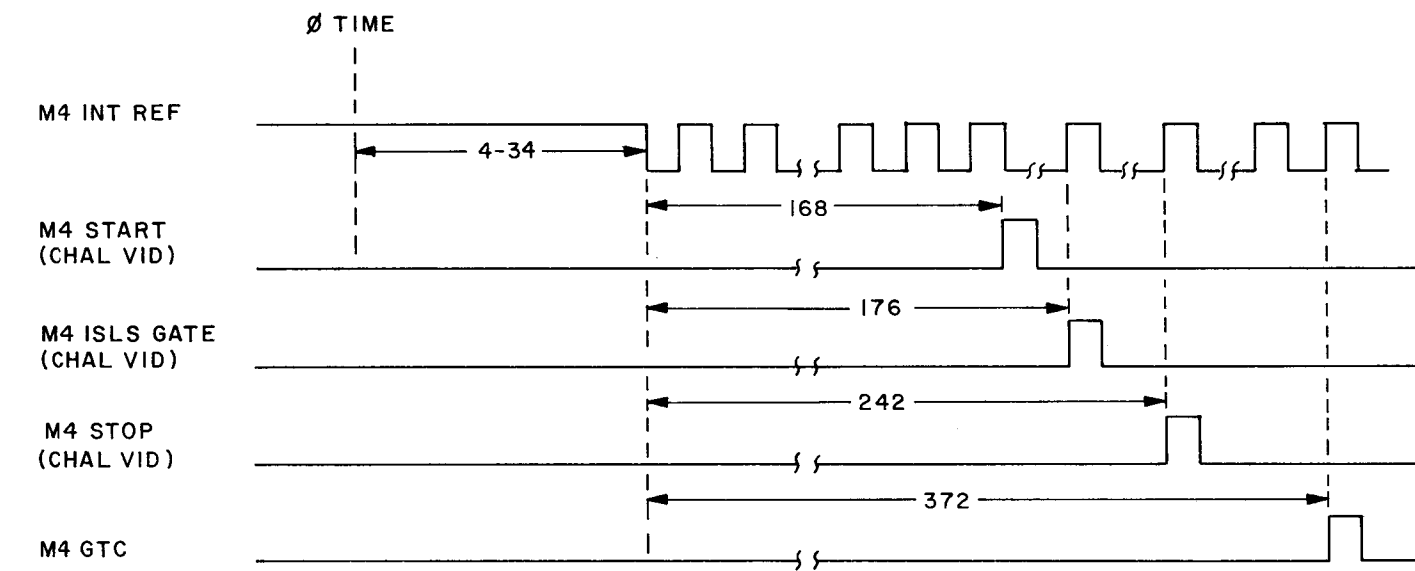 Ø TIME
M4 INT REF
4-34
168
M4 START
(CHAL VID)
176
M4 ISLS GATE
(CHAL VID)
242
M4 STOP
(CHAL VID)
372
M4 GTC